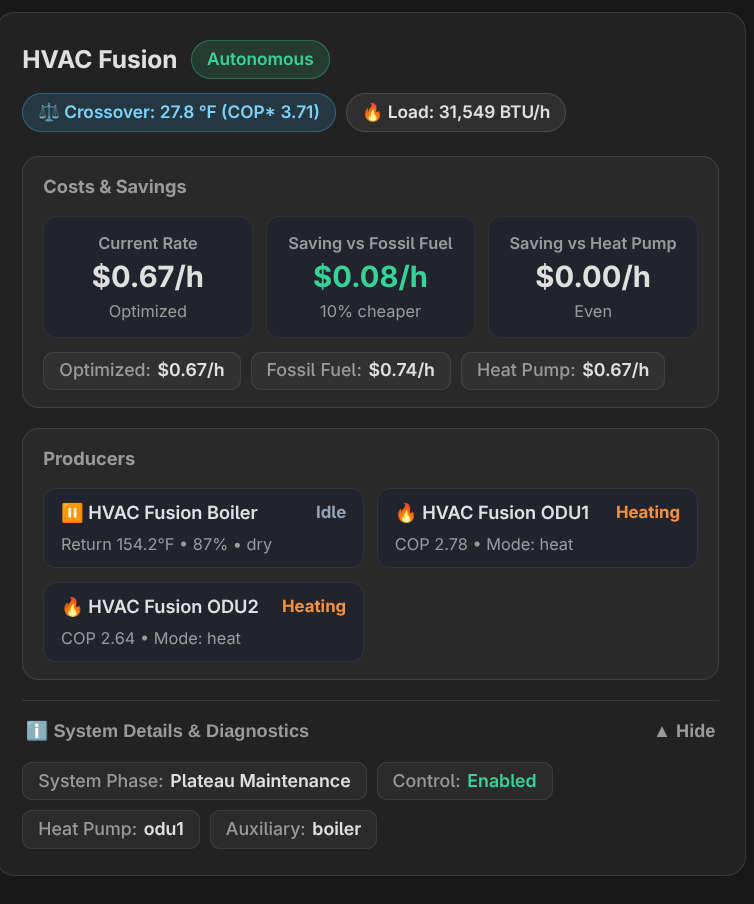 HVAC Fusion Autonomous
⚖️ Crossover: 27.8 °F (COP* 3.71) 🔥 Load: 31,549 BTU/h
Costs & Savings
Current Rate
$0.67/h
Optimized
Saving vs Fossil Fuel
$0.08/h
10% cheaper
Saving vs Heat Pump
$0.00/h
Even
Optimized: $0.67/h Fossil Fuel: $0.74/h Heat Pump: $0.67/h
Producers
⏸️ HVAC Fusion Boiler Idle
Return 154.2°F • 87% • dry
🔥 HVAC Fusion ODU1 Heating
COP 2.78 • Mode: heat
🔥 HVAC Fusion ODU2 Heating
COP 2.64 • Mode: heat
ℹ️ System Details & Diagnostics ▲ Hide
System Phase: Plateau Maintenance Control: Enabled
Heat Pump: odu1 Auxiliary: boiler